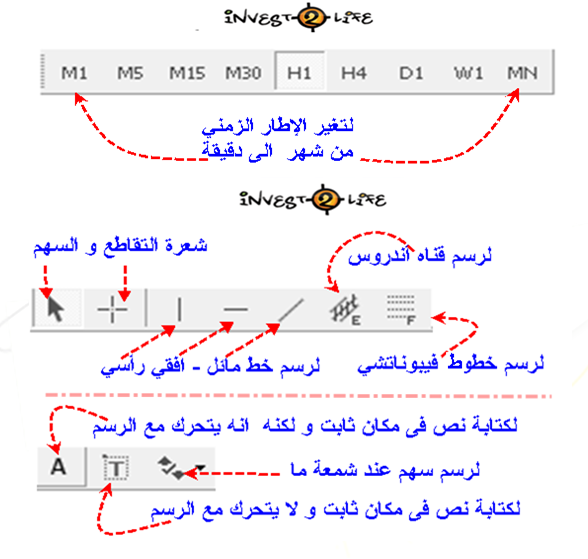 INVEST 2 LIFE
M1 M5 M15 M30 H1 H4 D1 W1 MN
لتغير الإطار الزمني
من شهر الى دقيقة
INVEST 2 LIFE
شعرة التقاطع و السهم
لرسم قناه اندروس
E
F
لرسم خطوط فييوناتشي
لرسم خط مائل - أفقي رأسي
لكتابة نص فى مكان ثابت و لكنه انه يتحرك مع الرسم
A
T
لرسم سهم عند شمعة ما
لكتابة نص فى مكان ثابت و لا يتحرك مع الرسم